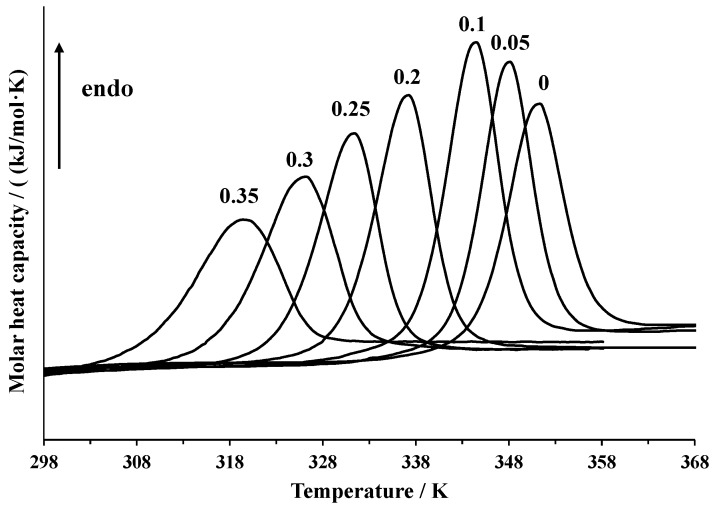 0.1
0.05
0
0.2
endo
0.25
0.3
0.35
Molar heat capacity / ( (kJ/mol·K)
298 308 318 328 338 348 358 368
Temperature / K